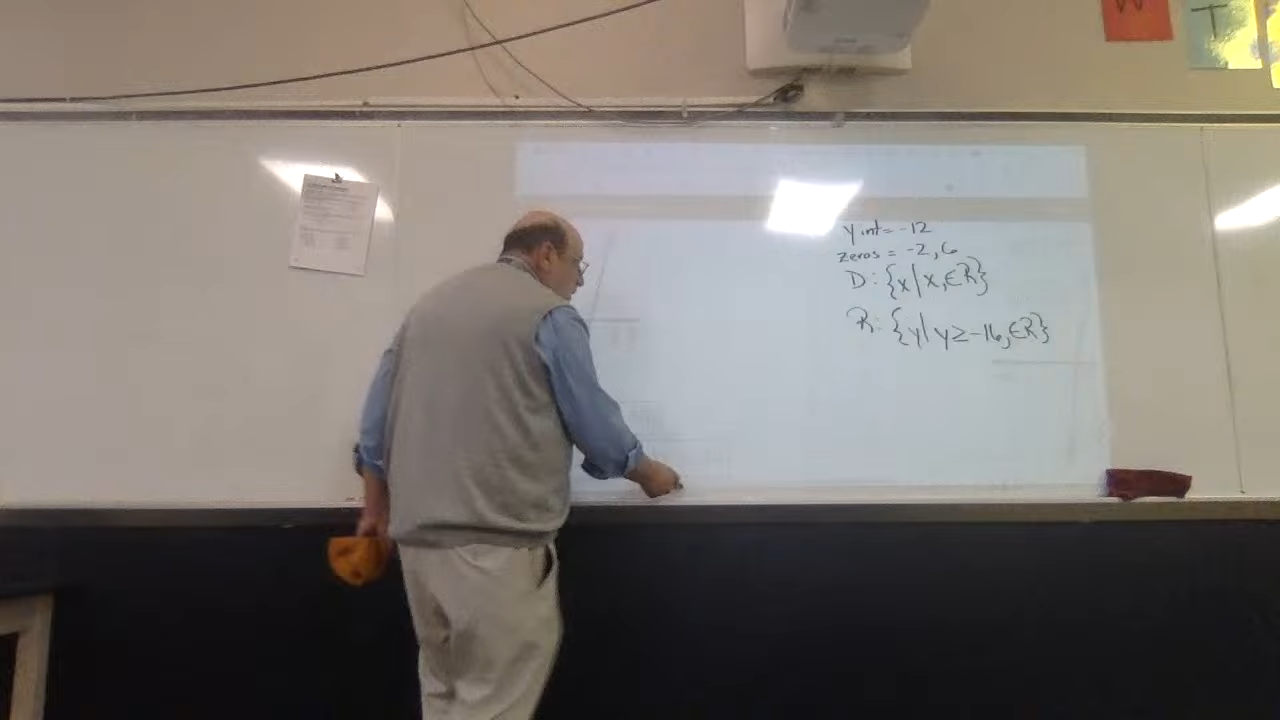 W T
y int = -12
zeros = -2, 6
D: {x | x, ∈R}
R: {y | y ≥ -16, ∈R}